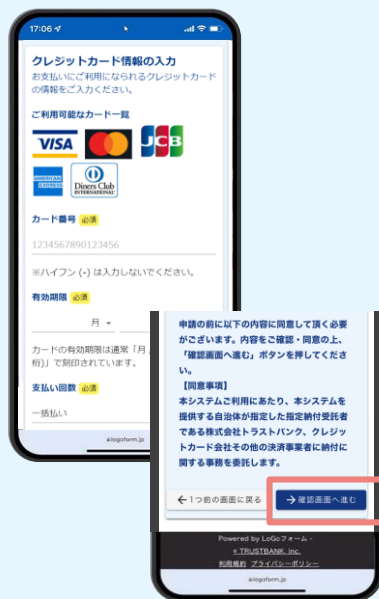 17:06
クレジットカード情報の入力
お支払いにご利用になられるクレジットカード
の情報をご入力ください。
ご利用可能なカード一覧
VISA
JCB
AMERICAN
EXPRESS
Diners Club
INTERNATIONAL
カード番号 必須
1234567890123456
※ハイフン (-) は入力しないでください。
有効期限 必須
月
カードの有効期限は通常「月
桁)」で刻印されています。
支払い回数 必須
一括払い
logoform.jp
申請の前に以下の内容に同意して頂く必要
がございます。内容をご確認・同意の上、
「確認画面へ進む」ボタンを押してくださ
い。
【同意事項】
本システムご利用にあたり、本システムを
提供する自治体が指定した指定納付受託者
である株式会社トラストバンク、クレジッ
トカード会社その他の決済事業者に納付に
関する事務を委託します。
←1つ前の画面に戻る
→確認画面へ進む
Powered by LoGoフォーム -
© TRUSTBANK, Inc.
利用規約 プライバシーポリシー
logoform.jp